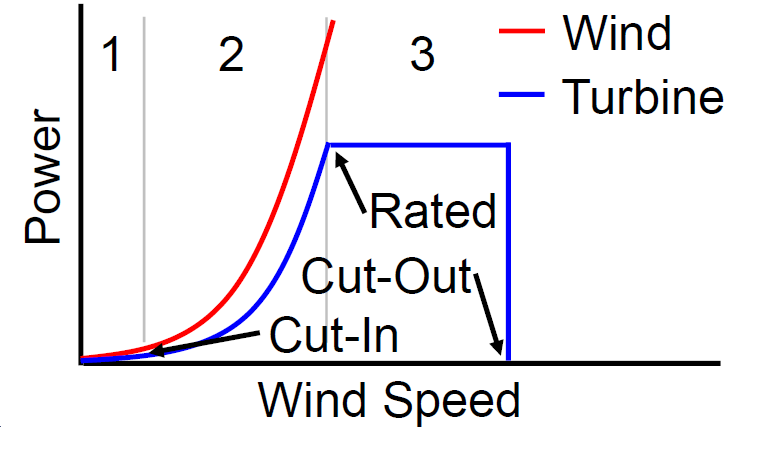 1
2
3
Wind
Turbine
Power
Rated
Cut-Out
Cut-In
Wind Speed